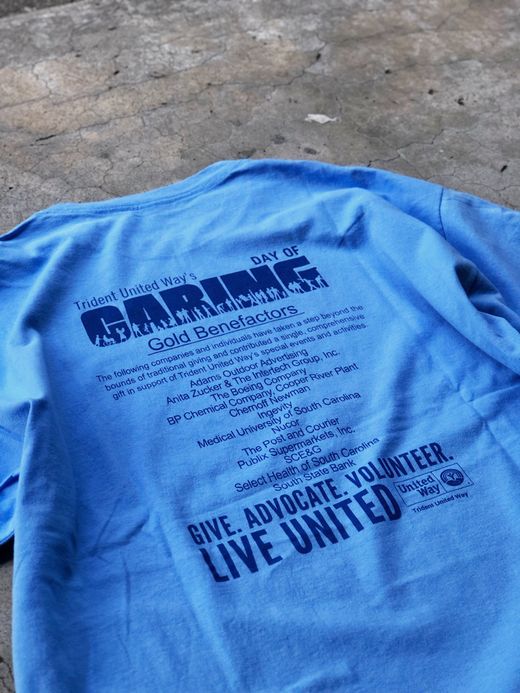 Trident United Way's
DAY OF
CARING
Gold Benefactors
The following companies and individuals have taken a step beyond the
bounds of traditional giving and contributed a single, comprehensive
gift in support of Trident United Way's special events and activities.
Adams Outdoor Advertising
Anita Zucker & The Intertech Group, Inc.
The Boeing Company
BP Chemical Company, Cooper River Plant
Chernoff Newman
Ingevity
Medical University of South Carolina
Nucor
The Post and Courier
Publix Supermarkets, Inc.
SCE&G
Select Health of South Carolina
South State Bank
GIVE. ADVOCATE. VOLUNTEER.
LIVE UNITED
United
Way
Trident United Way